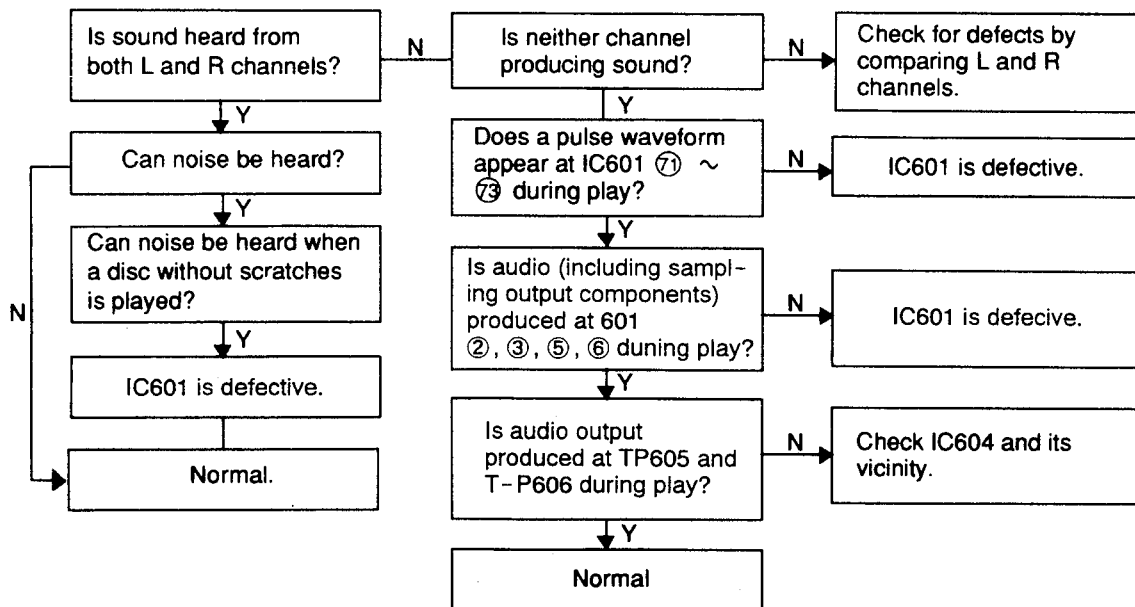 Is sound heard from
both L and R channels?
N
Y
Can noise be heard?
N
Y
Can noise be heard when
a disc without scratches
is played?
Y
IC601 is defective.
Normal.
Is neither channel
producing sound?
N
Check for defects by
comparing L and R
channels.
Y
Does a pulse waveform
appear at IC601 ㉛ ~
㉝ during play?
N
IC601 is defective.
Y
Is audio (including sampl-
ing output components)
produced at 601
②, ③, ⑤, ⑥ duning play?
N
IC601 is defecive.
Y
Is audio output
produced at TP605 and
T-P606 during play?
N
Check IC604 and its
vicinity.
Y
Normal